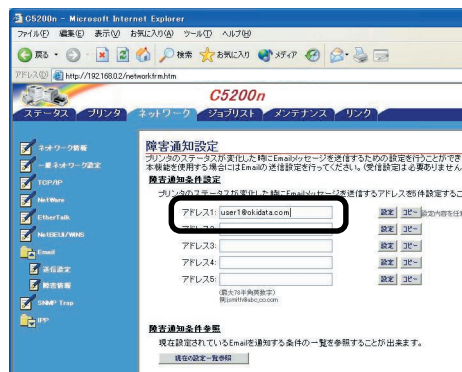 C5200n - Microsoft Internet Explorer
ファイル(F) 編集(E) 表示(V) お気に入り(A) ツール(T) ヘルプ(H)
戻る 検索 お気に入り メディア
アドレス(D) http://192.168.0.2/networkfrm.htm
C5200n
ステータス プリンタ ネットワーク ジョブリスト メンテナンス リンク
ネットワーク情報
一般ネットワーク設定
TCP/IP
NetWare
EtherTalk
NetBEUI/WINS
Email
送信設定
障害情報
SNMP Trap
IPP
障害通知設定
プリンタのステータスが変化した時にEmailメッセージを送信するための設定を行うことができ
本機能を使用する場合にはEmailの送信設定を行ってください。(受信設定は必要ありません
障害通知条件設定
プリンタのステータスが変化した時にEmailメッセージを送信するアドレスを5件設定するこ
アドレス1: user1@okidata.com 設定 コピー 設定内容を任
アドレス2: 設定 コピー
アドレス3: 設定 コピー
アドレス4: 設定 コピー
アドレス5: 設定 コピー
(最大78半角英数字)
例)smith@abc_co.com
障害通知条件参照
現在設定されているEmailを通知する条件の一覧を参照することが出来ます。
現在の設定一覧参照